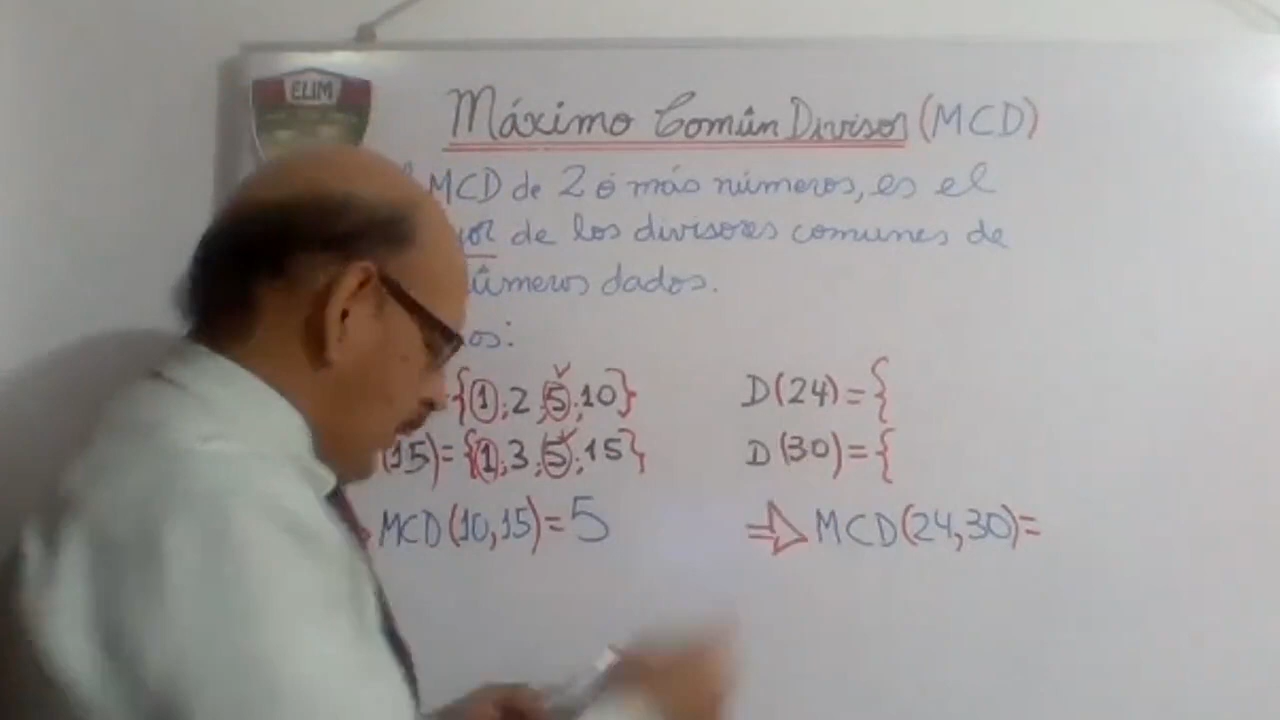 ELIM
Máximo Común Divisor (MCD)
MCD de 2 ó más números, es el
de los divisores comunes de
números dados.
={1;2;5;10}
(15)={1;3;5;15}
MCD(10,15)=5
D(24)={
D(30)={
⇒ MCD(24,30)=